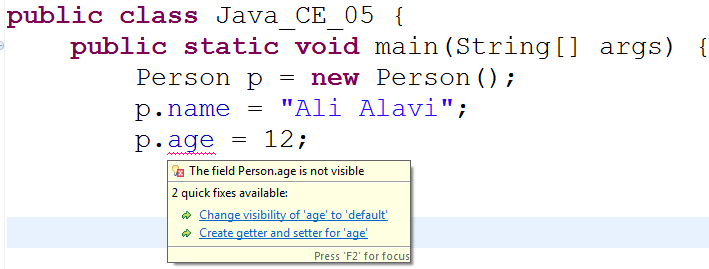 public class Java_CE_05 {
public static void main(String[] args) {
Person p = new Person();
p.name = "Ali Alavi";
p.age = 12;
The field Person.age is not visible
2 quick fixes available:
Change visibility of 'age' to 'default'
Create getter and setter for 'age'
Press 'F2' for focus